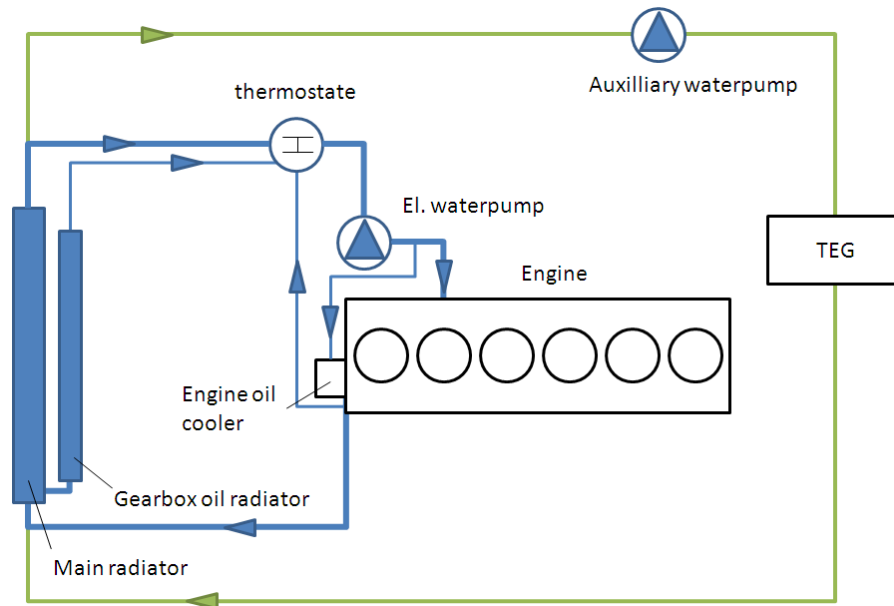 Auxilliary waterpump
thermostate
El. waterpump
TEG
Engine
Engine oil
cooler
Gearbox oil radiator
Main radiator